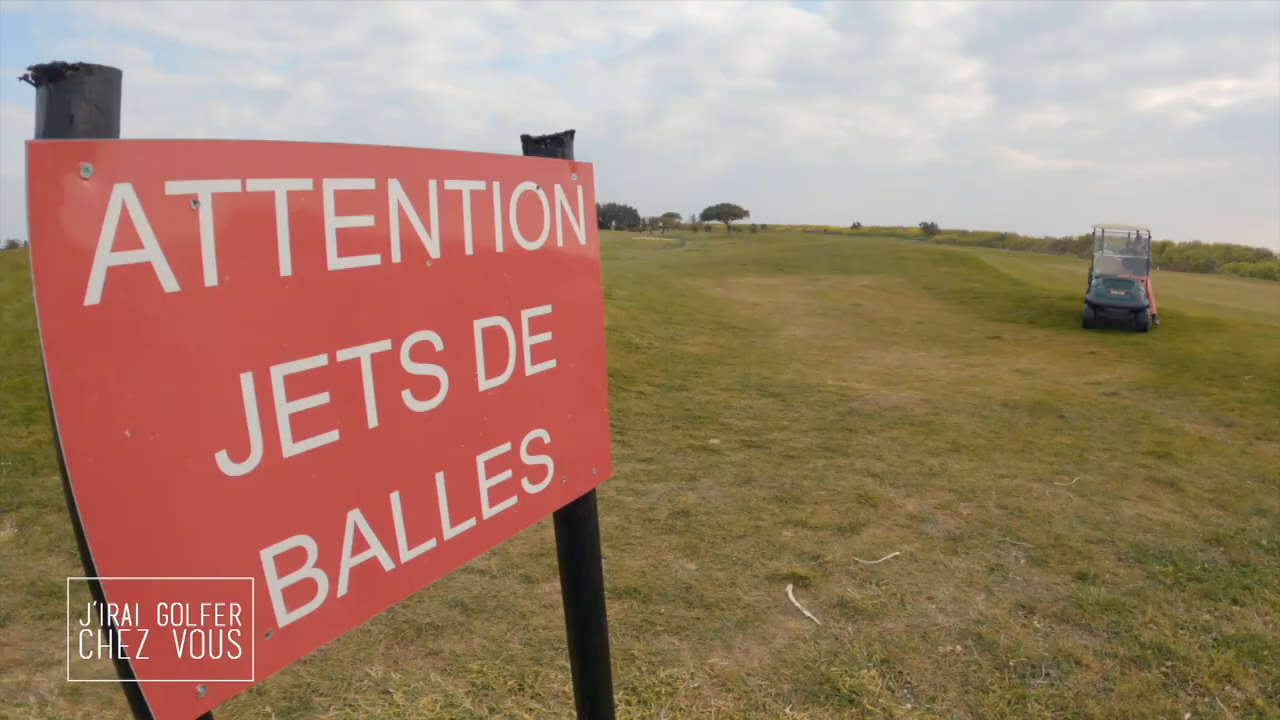 ATTENTION
JETS DE
BALLES
J'IRAI GOLFER
CHEZ VOUS